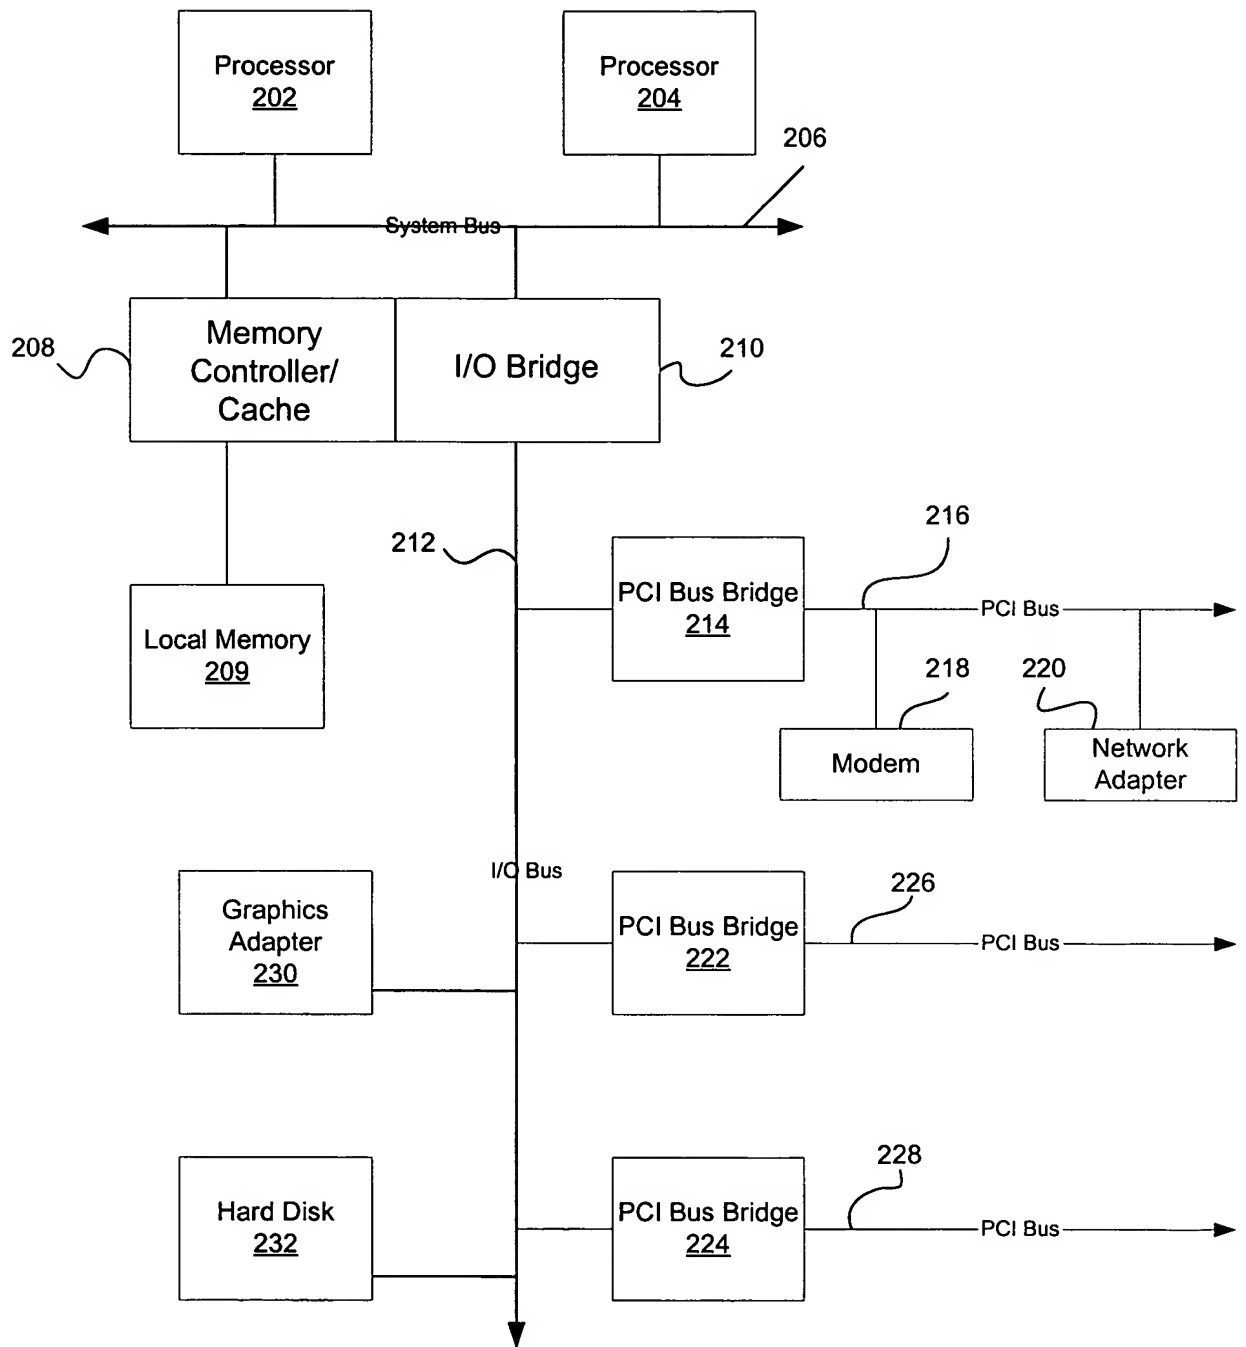 Processor
202
Processor
204
206
System Bus
208
Memory
Controller/
Cache
I/O Bridge
210
212
216
PCI Bus Bridge
214
PCI Bus
Local Memory
209
218
220
Modem
Network
Adapter
I/O Bus
226
Graphics
Adapter
230
PCI Bus Bridge
222
PCI Bus
228
Hard Disk
232
PCI Bus Bridge
224
PCI Bus